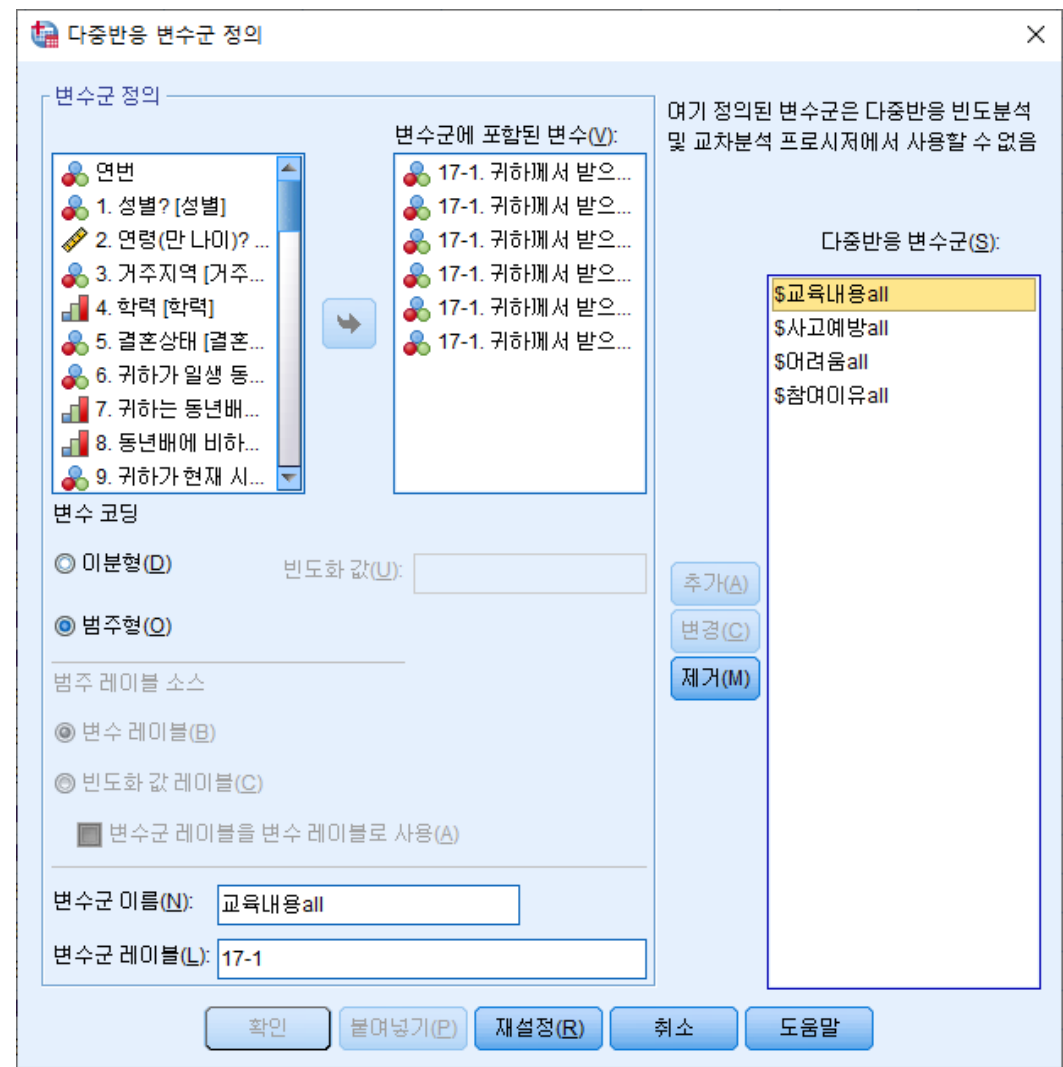 다중반응 변수군 정의
변수군 정의
변수군에 포함된 변수(V):
연번
1. 성별? [성별]
2. 연령(만 나이)? ...
3. 거주지역 [거주...
4. 학력 [학력]
5. 결혼상태 [결혼...
6. 귀하가 일생 동...
7. 귀하는 동년배...
8. 동년배에 비하...
9. 귀하가 현재 시...
17-1. 귀하께서 받으...
17-1. 귀하께서 받으...
17-1. 귀하께서 받으...
17-1. 귀하께서 받으...
17-1. 귀하께서 받으...
17-1. 귀하께서 받으...
변수 코딩
이분형(D)
빈도화 값(U):
범주형(O)
범주 레이블 소스
변수 레이블(B)
빈도화 값 레이블(C)
변수군 레이블을 변수 레이블로 사용(A)
변수군 이름(N): 교육내용all
변수군 레이블(L): 17-1
여기 정의된 변수군은 다중반응 빈도분석
및 교차분석 프로시저에서 사용할 수 없음
다중반응 변수군(S):
$교육내용all
$사고예방all
$어려움all
$참여이유all
추가(A)
변경(C)
제거(M)
확인 붙여넣기(P) 재설정(R) 취소 도움말